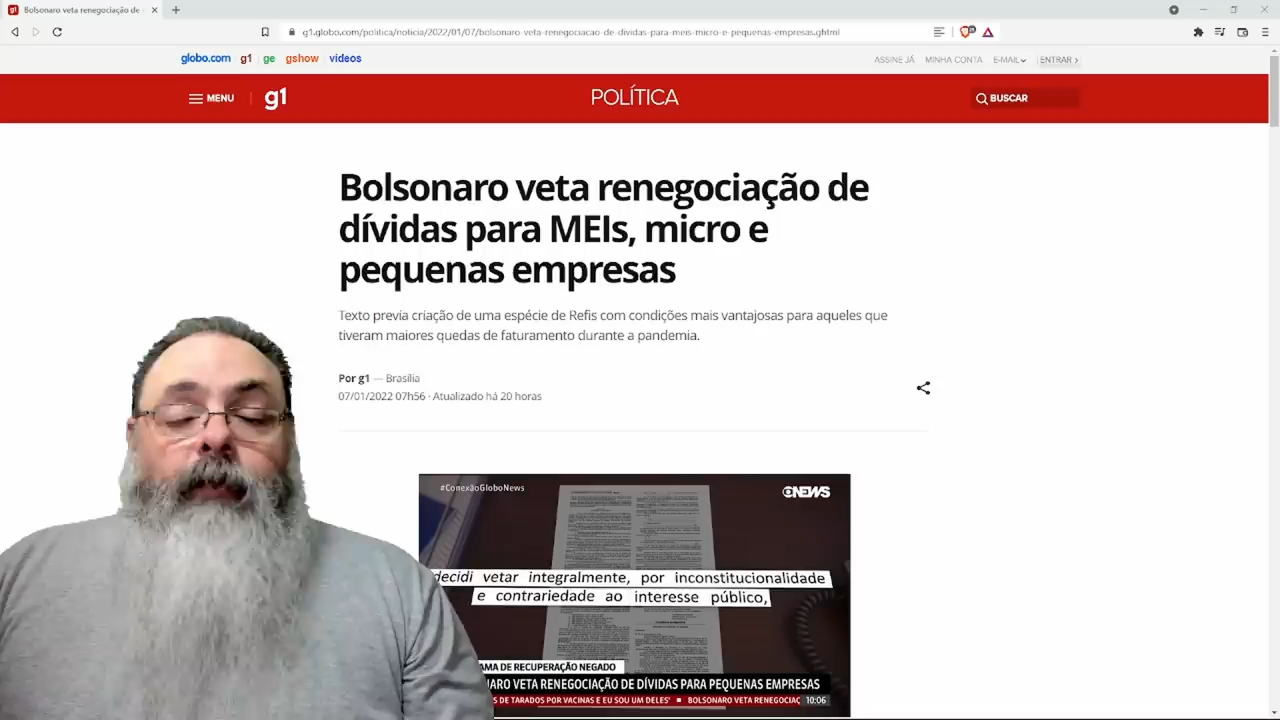 Bolsonaro veta renegociação de
g1.globo.com/politica/noticia/2022/01/07/bolsonaro-veta-renegociacao-de-dividas-para-meis-micro-e-pequenas-empresas.ghtml
globo.com g1 ge gshow vídeos
ASSINE JÁ MINHA CONTA E-MAIL ENTRAR
MENU g1 POLÍTICA BUSCAR
Bolsonaro veta renegociação de
dívidas para MEIs, micro e
pequenas empresas
Texto previa criação de uma espécie de Refis com condições mais vantajosas para aqueles que
tiveram maiores quedas de faturamento durante a pandemia.
Por g1 — Brasília
07/01/2022 07h56 · Atualizado há 20 horas
#ConexãoGloboNews
NEWS
decidi vetar integralmente, por inconstitucionalidade
e contrariedade ao interesse público,
AMA DE RECUPERAÇÃO NEGADO
NARO VETA RENEGOCIAÇÃO DE DÍVIDAS PARA PEQUENAS EMPRESAS
S DE TARADOS POR VACINAS E EU SOU UM DELES' BOLSONARO VETA RENEGOCIAÇ 10:06